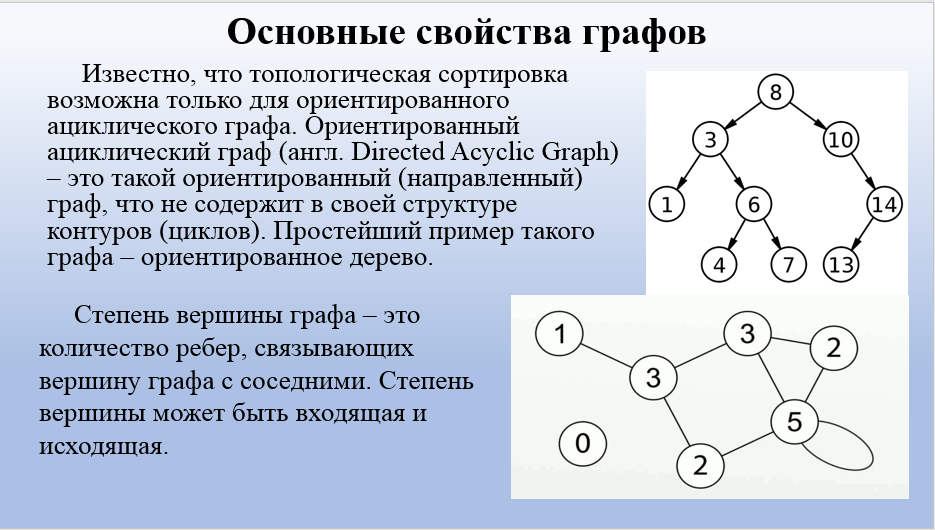 Основные свойства графов
Известно, что топологическая сортировка
возможна только для ориентированного
ациклического графа. Ориентированный
ациклический граф (англ. Directed Acyclic Graph)
– это такой ориентированный (направленный)
граф, что не содержит в своей структуре
контуров (циклов). Простейший пример такого
графа – ориентированное дерево.
8
3 10
1 6 14
4 7 13
Степень вершины графа – это
количество ребер, связывающих
вершину графа с соседними. Степень
вершины может быть входящая и
исходящая.
1 3 2
3
5
0 2